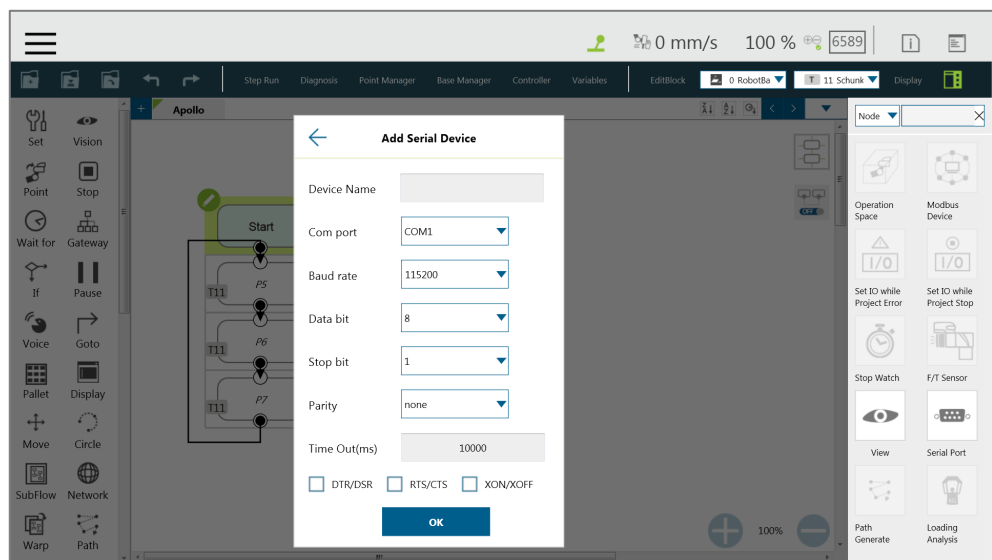 0 mm/s 100 % 6589
Step Run Diagnosis Point Manager Base Manager Controller Variables EditBlock 0 RobotBa T 11 Schunk Display
+ Apollo
Node
Set Vision
Point Stop
Wait for Gateway
If Pause
Voice Goto
Pallet Display
Move Circle
SubFlow Network
Warp Path
Start
T11 P5
T11 P6
T11 P7
OFF
Add Serial Device
Device Name
Com port COM1
Baud rate 115200
Data bit 8
Stop bit 1
Parity none
Time Out(ms) 10000
DTR/DSR RTS/CTS XON/XOFF
OK
100%
Operation Space
Modbus Device
I/O
I/O
Set IO while Project Error
Set IO while Project Stop
Stop Watch F/T Sensor
View Serial Port
Path Generate
Loading Analysis